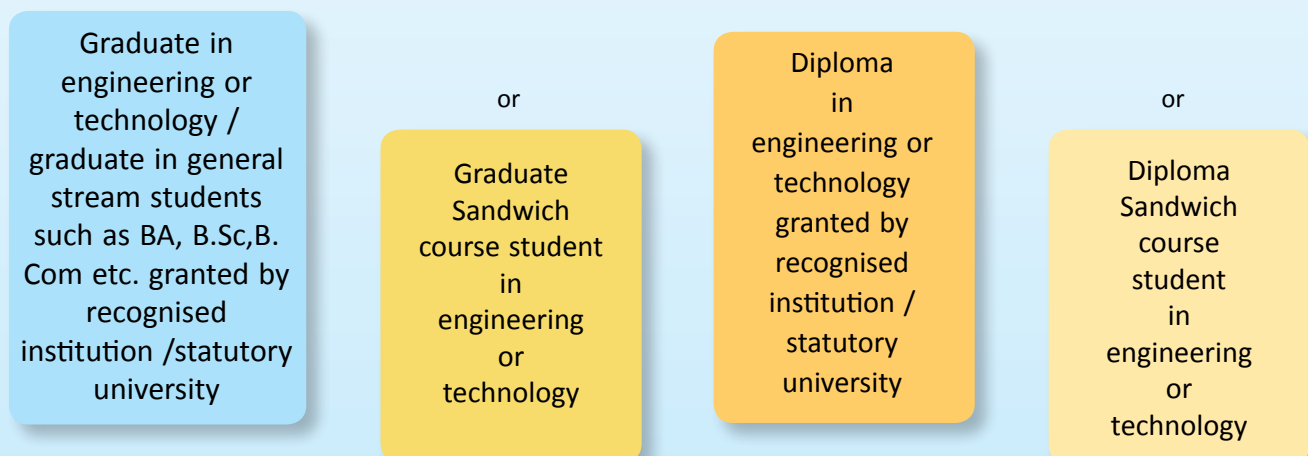 Graduate in
engineering or
technology /
graduate in general
stream students
such as BA, B.Sc,B.
Com etc. granted by
recognised
institution /statutory
university
or
Graduate
Sandwich
course student
in
engineering
or
technology
Diploma
in
engineering or
technology
granted by
recognised
institution /
statutory
university
or
Diploma
Sandwich
course
student
in
engineering
or
technology